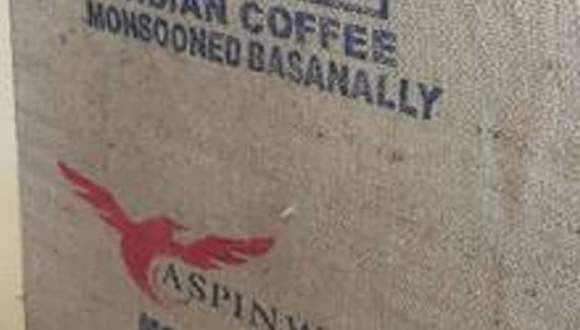 INDIAN COFFEE
MONSOONED BASANALLY
ASPINW